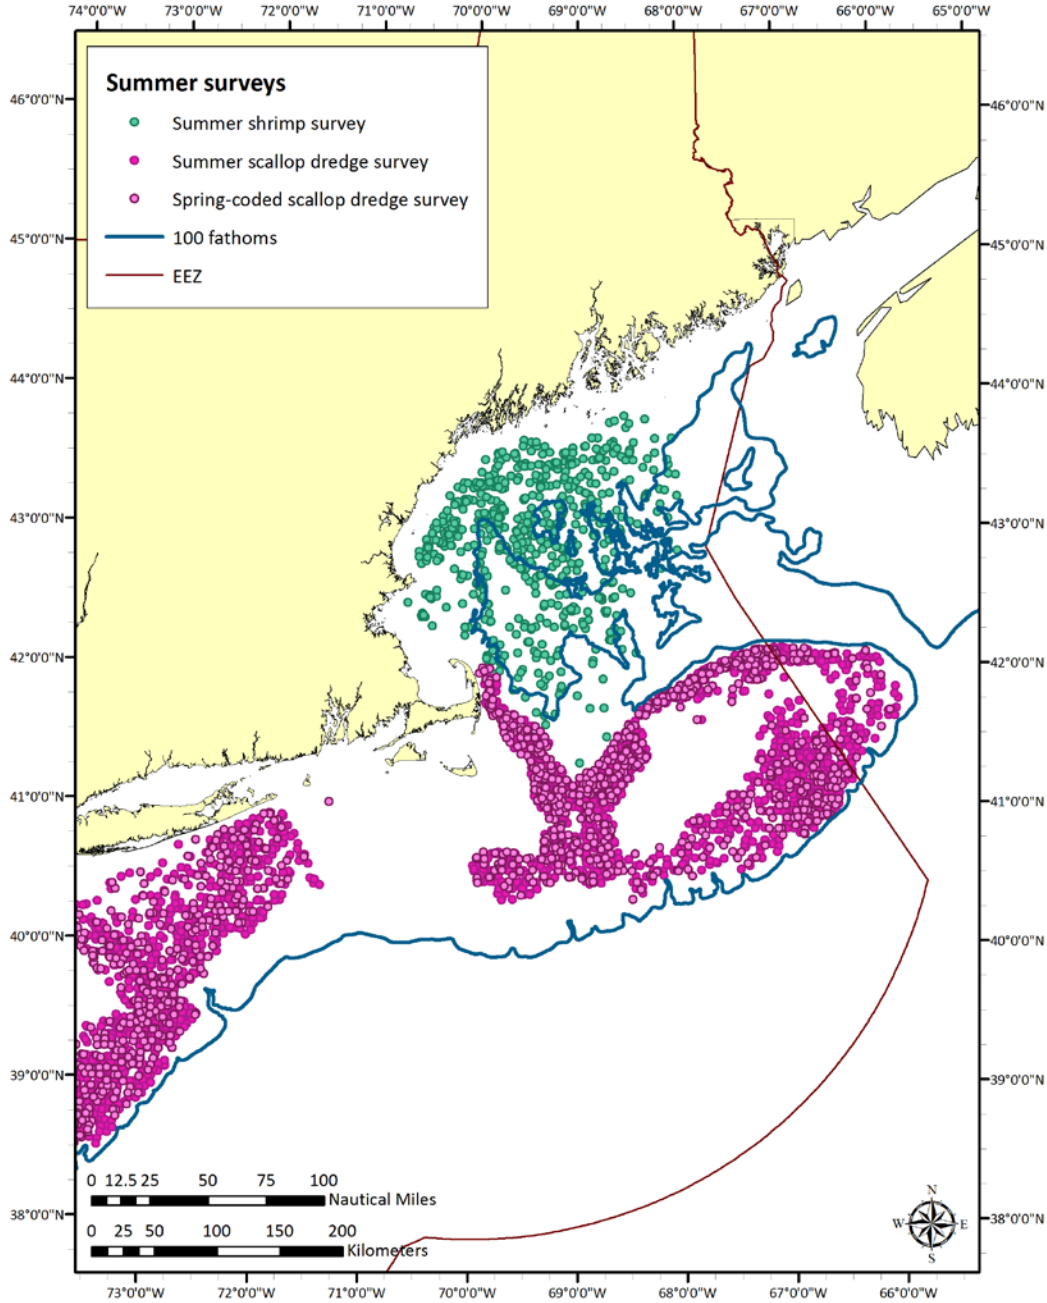 74°0'0"W 73°0'0"W 72°0'0"W 71°0'0"W 70°0'0"W 69°0'0"W 68°0'0"W 67°0'0"W 66°0'0"W 65°0'0"W
Summer surveys
Summer shrimp survey
Summer scallop dredge survey
Spring-coded scallop dredge survey
100 fathoms
EEZ
46°0'0"N 46°0'0"N
45°0'0"N 45°0'0"N
44°0'0"N 44°0'0"N
43°0'0"N 43°0'0"N
42°0'0"N 42°0'0"N
41°0'0"N 41°0'0"N
40°0'0"N 40°0'0"N
39°0'0"N 39°0'0"N
38°0'0"N 38°0'0"N
0 12.5 25 50 75 100
Nautical Miles
0 25 50 100 150 200
Kilometers
N
W E
S
73°0'0"W 72°0'0"W 71°0'0"W 70°0'0"W 69°0'0"W 68°0'0"W 67°0'0"W 66°0'0"W